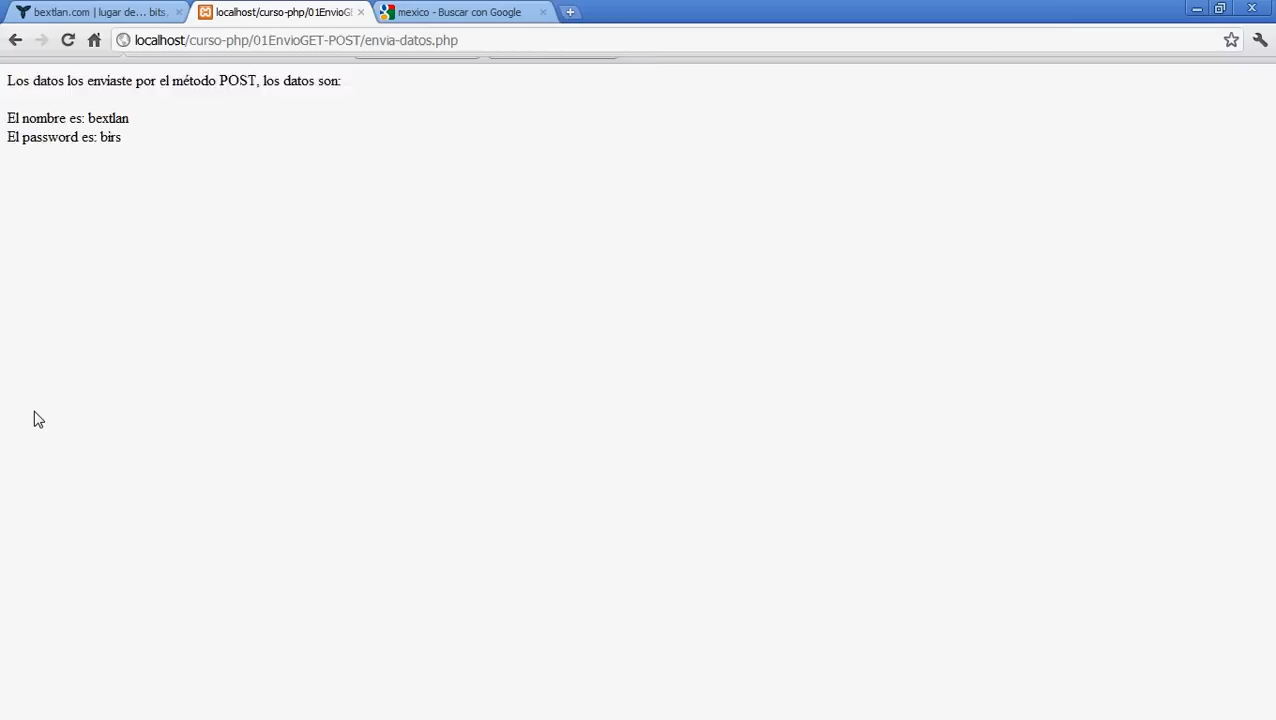 bextlan.com | lugar de... bits
localhost/curso-php/01EnvioGE
mexico - Buscar con Google
localhost/curso-php/01EnvioGET-POST/envia-datos.php
Los datos los enviaste por el método POST, los datos son:
El nombre es: bextlan
El password es: birs